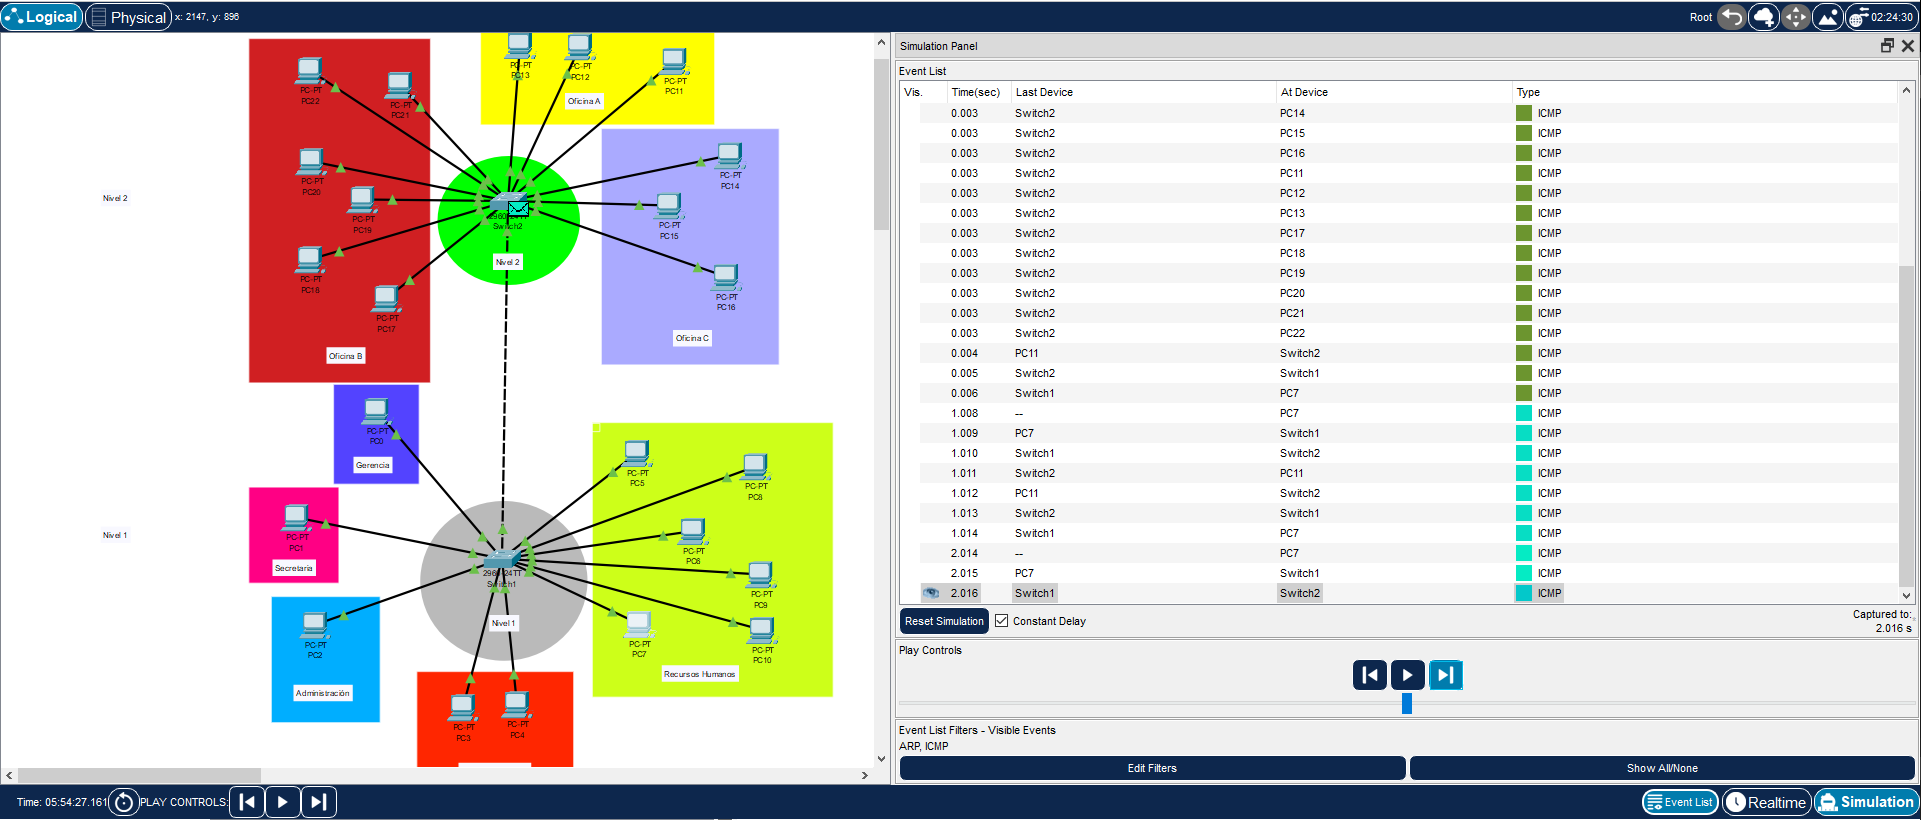 Logical
Physical
x: 2147, y: 896
Root
02:24:30
PC-PT
PC22
PC-PT
PC21
PC-PT
PC20
PC-PT
PC19
PC-PT
PC18
PC-PT
PC17
Oficina B
PC-PT
PC13
PC-PT
PC12
PC-PT
PC11
Oficina A
PC-PT
PC14
PC-PT
PC15
PC-PT
PC16
Oficina C
Nivel 2
Switch2
Nivel 2
PC-PT
PC0
Gerencia
PC-PT
PC1
Secretaria
Nivel 1
PC-PT
PC2
Administración
Switch1
Nivel 1
PC-PT
PC3
PC-PT
PC4
PC-PT
PC5
PC-PT
PC8
PC-PT
PC6
PC-PT
PC9
PC-PT
PC7
PC-PT
PC10
Recursos Humanos
Simulation Panel
Event List
Vis. Time(sec) Last Device At Device Type
0.003 Switch2 PC14 ICMP
0.003 Switch2 PC15 ICMP
0.003 Switch2 PC16 ICMP
0.003 Switch2 PC11 ICMP
0.003 Switch2 PC12 ICMP
0.003 Switch2 PC13 ICMP
0.003 Switch2 PC17 ICMP
0.003 Switch2 PC18 ICMP
0.003 Switch2 PC19 ICMP
0.003 Switch2 PC20 ICMP
0.003 Switch2 PC21 ICMP
0.003 Switch2 PC22 ICMP
0.004 PC11 Switch2 ICMP
0.005 Switch2 Switch1 ICMP
0.006 Switch1 PC7 ICMP
1.008 -- PC7 ICMP
1.009 PC7 Switch1 ICMP
1.010 Switch1 Switch2 ICMP
1.011 Switch2 PC11 ICMP
1.012 PC11 Switch2 ICMP
1.013 Switch2 Switch1 ICMP
1.014 Switch1 PC7 ICMP
2.014 -- PC7 ICMP
2.015 PC7 Switch1 ICMP
2.016 Switch1 Switch2 ICMP
Reset Simulation
Constant Delay
Captured to:
2.016 s
Play Controls
Event List Filters - Visible Events
ARP, ICMP
Edit Filters
Show All/None
Time: 05:54:27.161
PLAY CONTROLS:
Event List
Realtime
Simulation